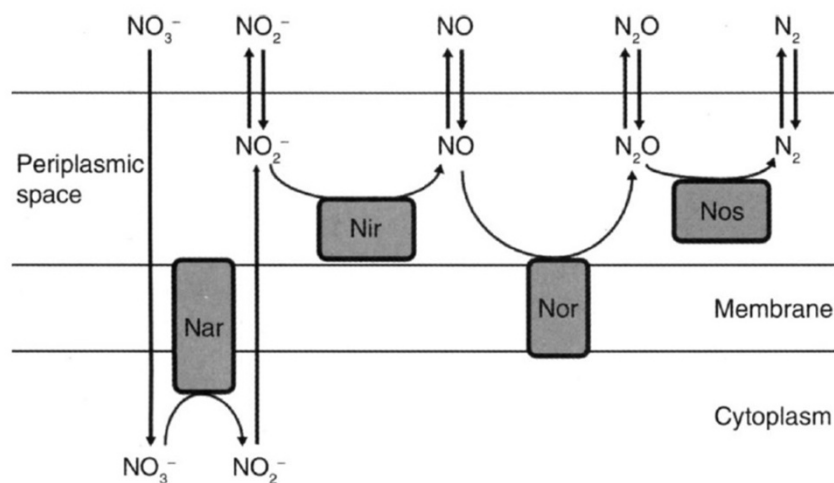 NO₃⁻ NO₂⁻ NO N₂O N₂
NO₂⁻ NO N₂O N₂
Periplasmic
space
Nir
Nos
Nar
Nor
Membrane
Cytoplasm
NO₃⁻ NO₂⁻